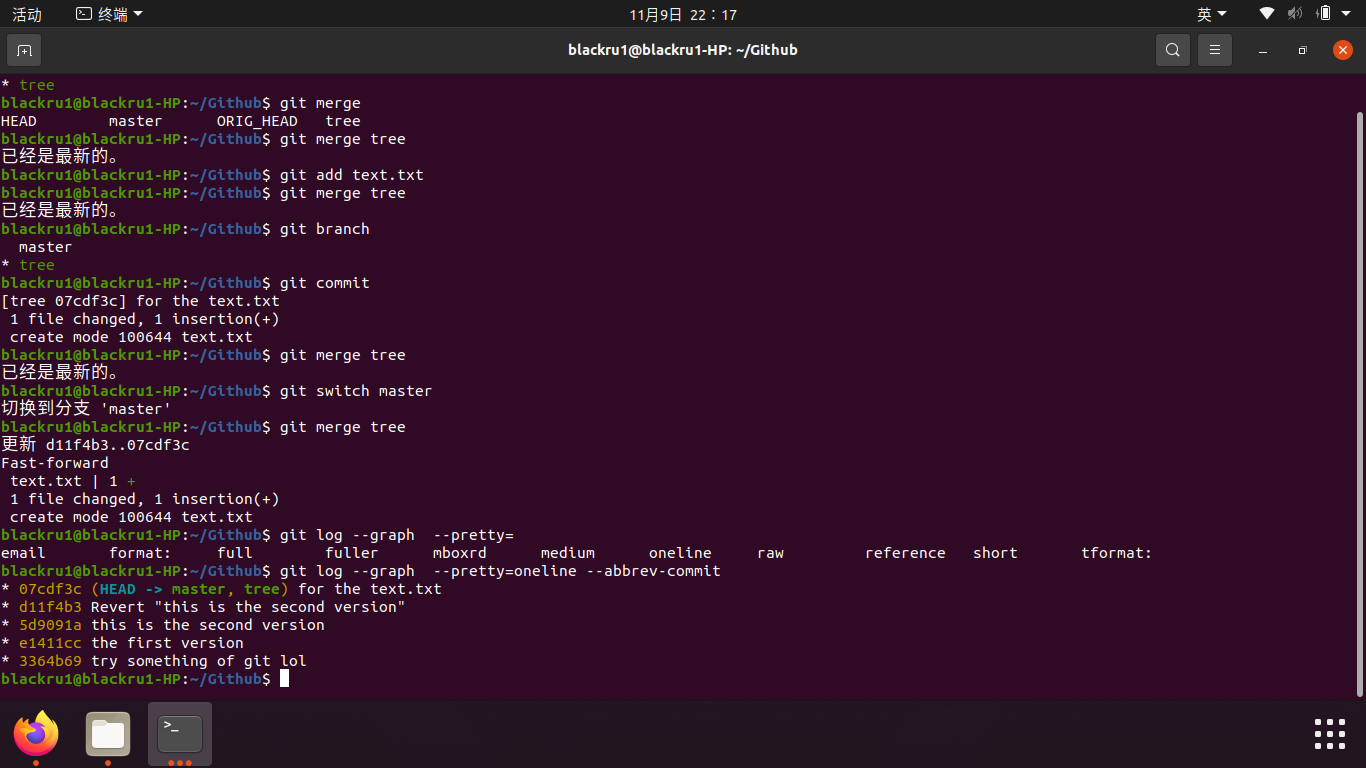 活动 终端 11月9日 22：17 英
blackru1@blackru1-HP: ~/Github
* tree
blackru1@blackru1-HP:~/Github$ git merge
HEAD        master      ORIG_HEAD   tree
blackru1@blackru1-HP:~/Github$ git merge tree
已经是最新的。
blackru1@blackru1-HP:~/Github$ git add text.txt
blackru1@blackru1-HP:~/Github$ git merge tree
已经是最新的。
blackru1@blackru1-HP:~/Github$ git branch
  master
* tree
blackru1@blackru1-HP:~/Github$ git commit
[tree 07cdf3c] for the text.txt
 1 file changed, 1 insertion(+)
 create mode 100644 text.txt
blackru1@blackru1-HP:~/Github$ git merge tree
已经是最新的。
blackru1@blackru1-HP:~/Github$ git switch master
切换到分支 'master'
blackru1@blackru1-HP:~/Github$ git merge tree
更新 d11f4b3..07cdf3c
Fast-forward
 text.txt | 1 +
 1 file changed, 1 insertion(+)
 create mode 100644 text.txt
blackru1@blackru1-HP:~/Github$ git log --graph  --pretty=
email       format:     full        fuller      mboxrd      medium      oneline     raw         reference   short       tformat:
blackru1@blackru1-HP:~/Github$ git log --graph  --pretty=oneline --abbrev-commit
* 07cdf3c (HEAD -> master, tree) for the text.txt
* d11f4b3 Revert "this is the second version"
* 5d9091a this is the second version
* e1411cc the first version
* 3364b69 try something of git lol
blackru1@blackru1-HP:~/Github$
>_